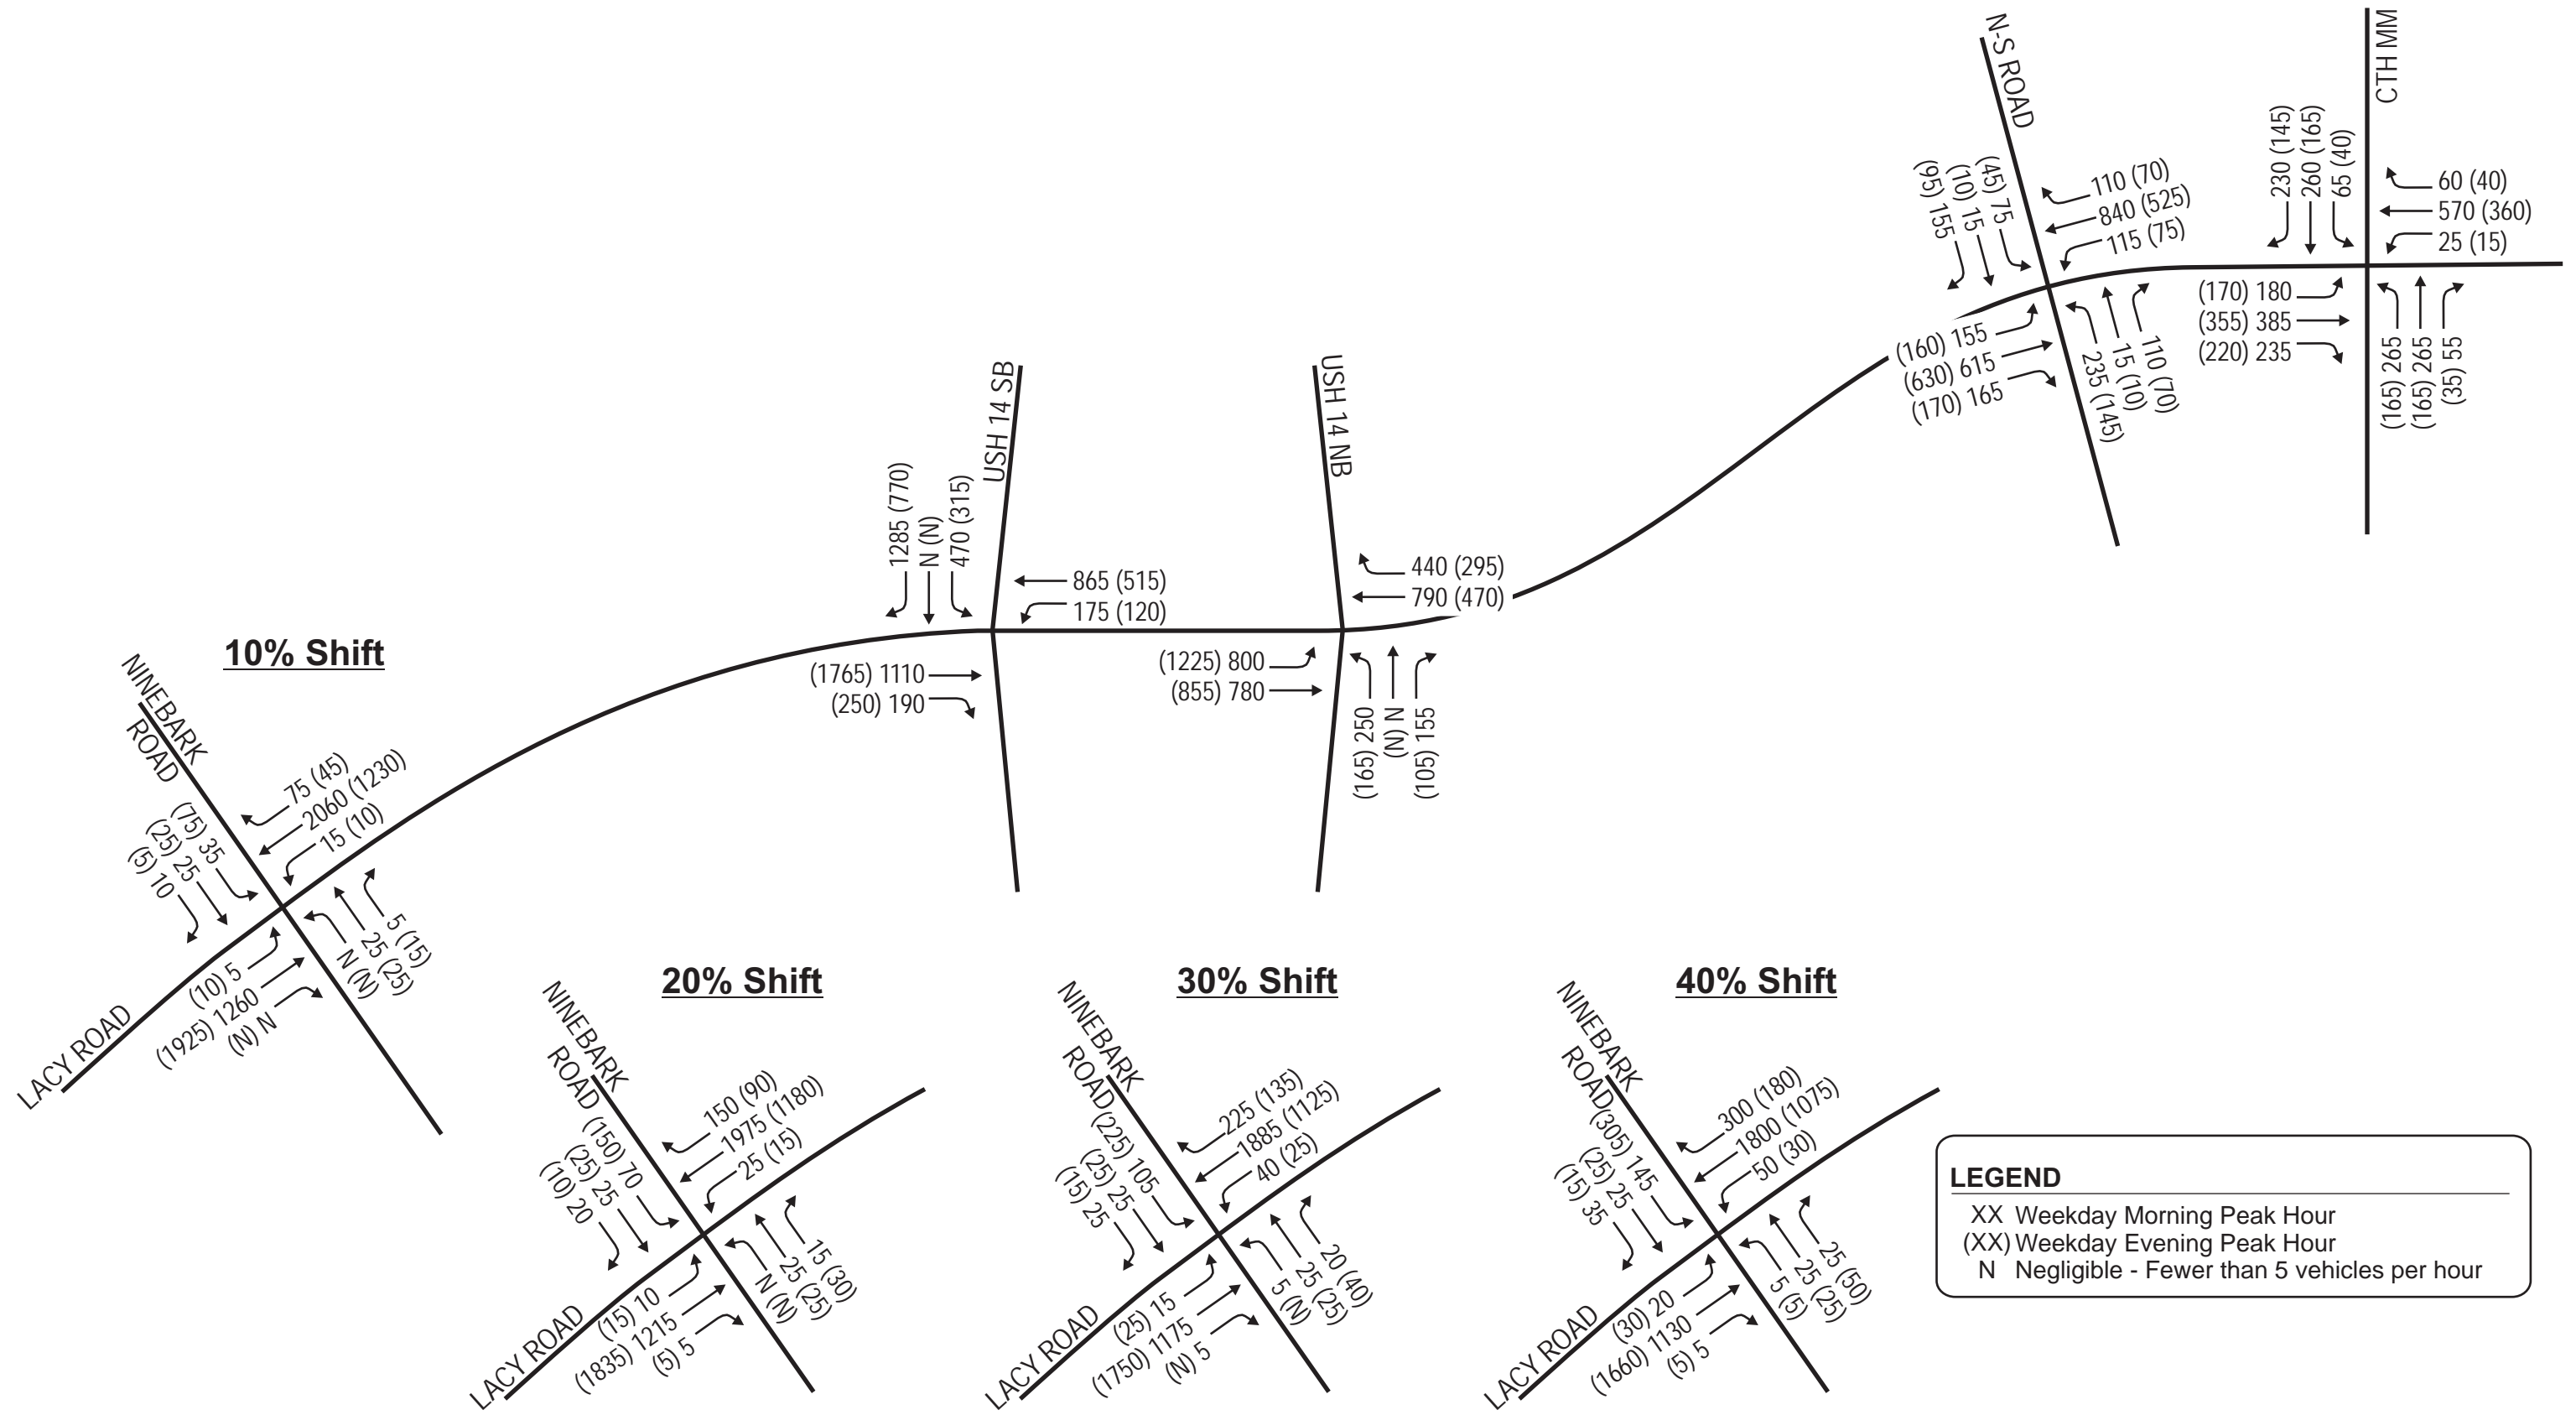 N-S ROAD
(95) 155
(10) 15
(45) 75
110 (70)
840 (525)
115 (75)
(160) 155
(630) 615
(170) 165
235 (145)
15 (10)
110 (70)
CTH MM
230 (145)
260 (165)
65 (40)
60 (40)
570 (360)
25 (15)
(170) 180
(355) 385
(220) 235
(165) 265
(165) 265
(35) 55
USH 14 SB
1285 (770)
N (N)
470 (315)
865 (515)
175 (120)
(1765) 1110
(250) 190
USH 14 NB
440 (295)
790 (470)
(1225) 800
(855) 780
(165) 250
(N) N
(105) 155
10% Shift
NINEBARK
ROAD
75 (45)
2060 (1230)
15 (10)
(75) 35
(25) 25
(5) 10
(10) 5
(1925) 1260
(N) N
N (N)
25 (25)
5 (15)
LACY ROAD
20% Shift
NINEBARK
ROAD
150 (90)
1975 (1180)
25 (15)
(150) 70
(25) 25
(10) 20
(15) 10
(1835) 1215
(5) 5
N (N)
25 (25)
15 (30)
LACY ROAD
30% Shift
NINEBARK
ROAD
225 (135)
1885 (1125)
40 (25)
(225) 105
(25) 25
(15) 25
(25) 15
(1750) 1175
(N) 5
5 (N)
25 (25)
20 (40)
LACY ROAD
40% Shift
NINEBARK
ROAD
300 (180)
1800 (1075)
50 (30)
(305) 145
(25) 25
(15) 35
(30) 20
(1660) 1130
(5) 5
5 (5)
25 (25)
25 (50)
LACY ROAD
LEGEND
XX Weekday Morning Peak Hour
(XX) Weekday Evening Peak Hour
N Negligible - Fewer than 5 vehicles per hour